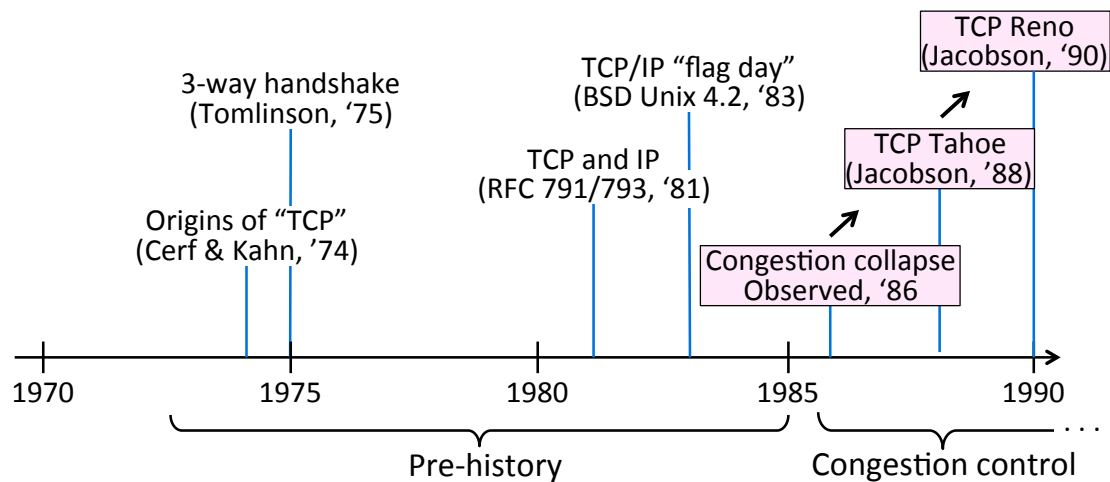 TCP Reno
(Jacobson, ‘90)
3-way handshake
(Tomlinson, ‘75)
TCP/IP “flag day”
(BSD Unix 4.2, ‘83)
TCP Tahoe
(Jacobson, ’88)
TCP and IP
(RFC 791/793, ‘81)
Origins of “TCP”
(Cerf & Kahn, ’74)
Congestion collapse
Observed, ‘86
1970
1975
1980
1985
1990
. . .
Pre-history
Congestion control